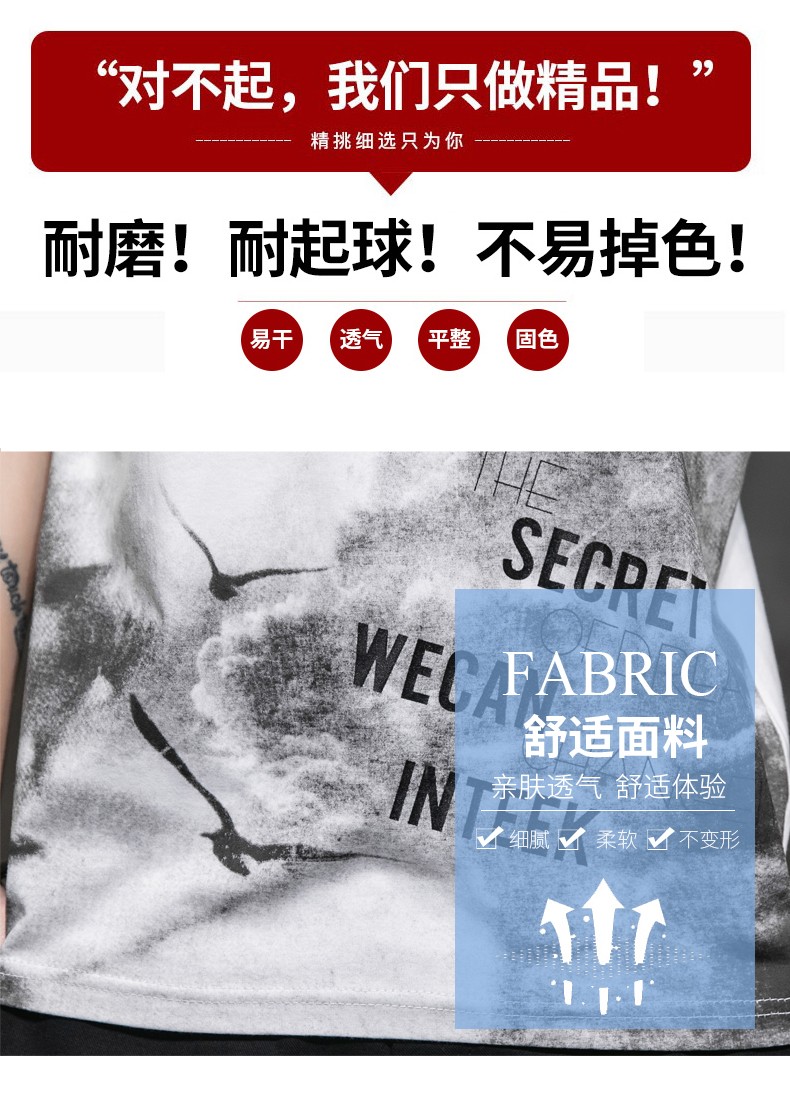 “对不起，我们只做精品！”
精挑细选只为你
耐磨！耐起球！不易掉色！
易干 透气 平整 固色
THE
SECRET
WECAN
INTEEK
FABRIC
舒适面料
亲肤透气 舒适体验
细腻 柔软 不变形